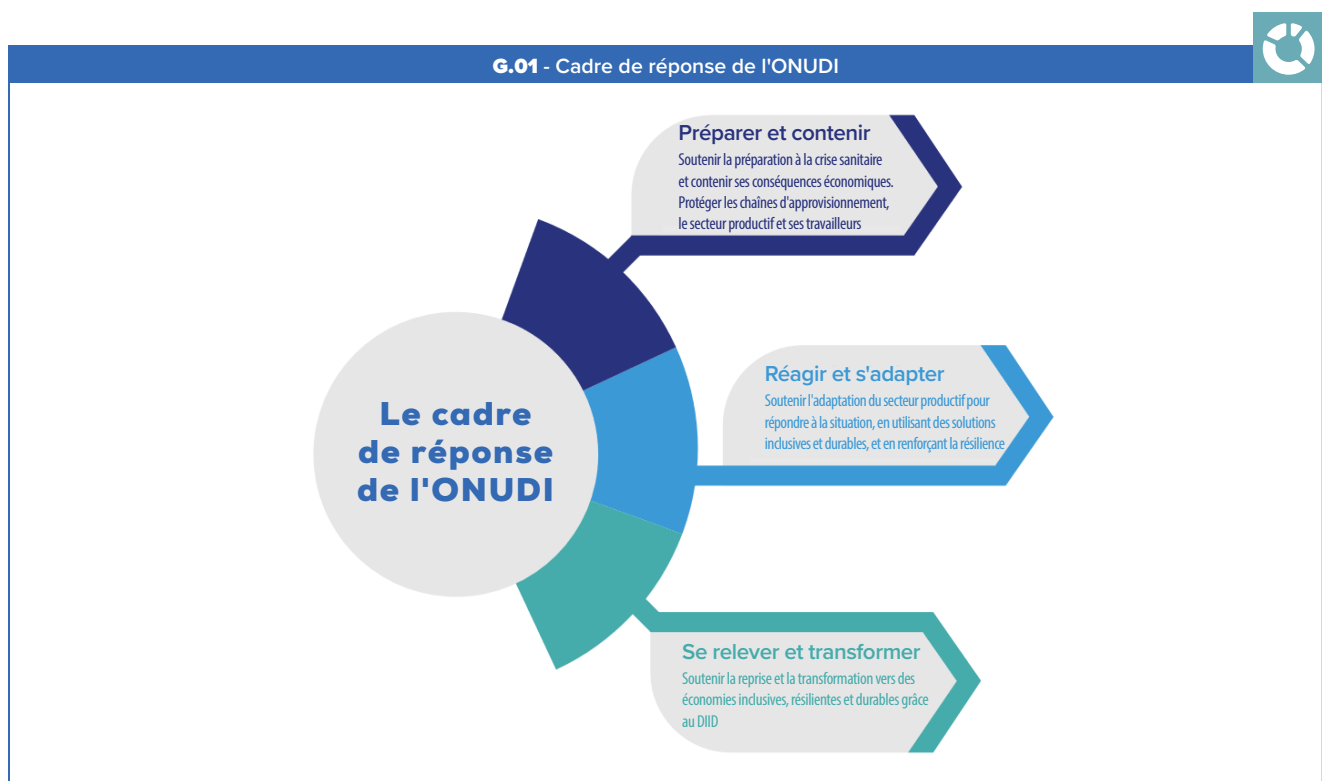 G.01 - Cadre de réponse de l'ONUDI
Préparer et contenir
Soutenir la préparation à la crise sanitaire
et contenir ses conséquences économiques.
Protéger les chaînes d'approvisionnement,
le secteur productif et ses travailleurs
Le cadre
de réponse
de l'ONUDI
Réagir et s'adapter
Soutenir l'adaptation du secteur productif pour
répondre à la situation, en utilisant des solutions
inclusives et durables, et en renforçant la résilience
Se relever et transformer
Soutenir la reprise et la transformation vers des
économies inclusives, résilientes et durables grâce
au DIID